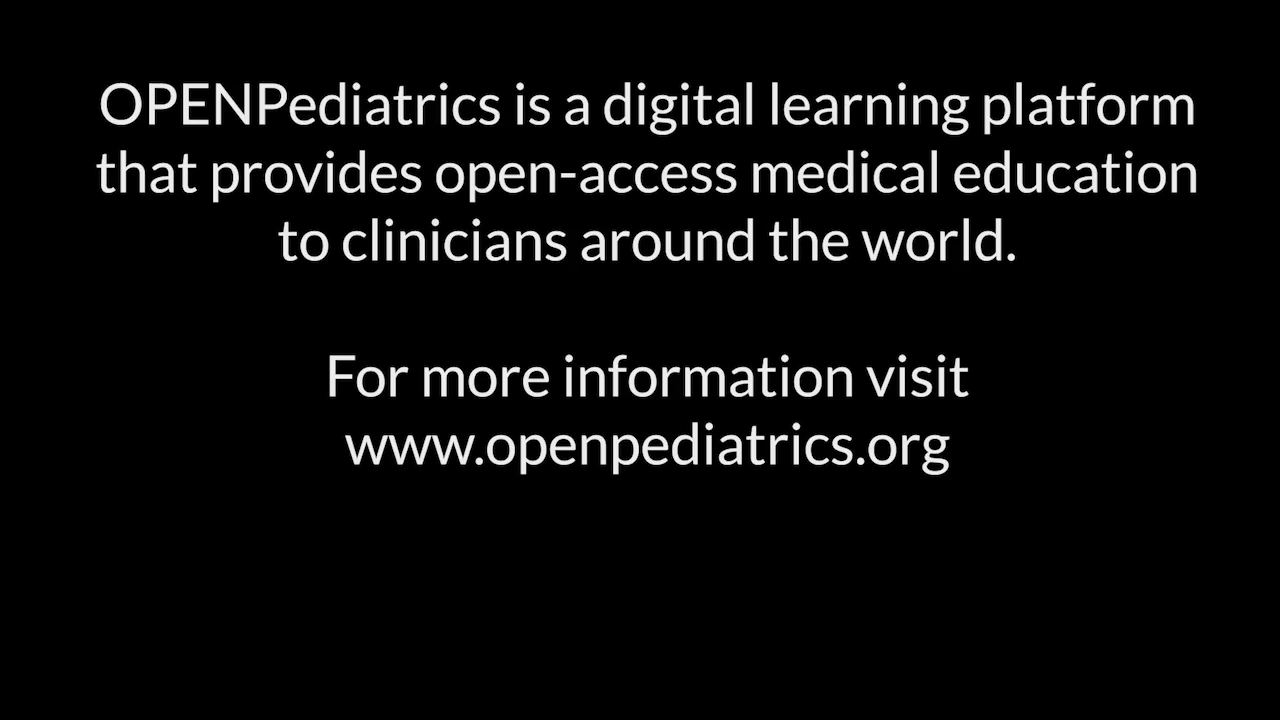 OPENPediatrics is a digital learning platform
that provides open-access medical education
to clinicians around the world.
For more information visit
www.openpediatrics.org